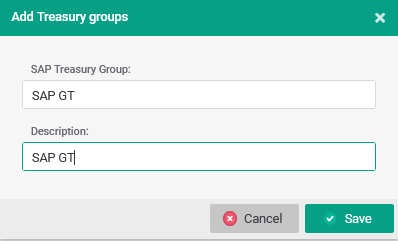 Add Treasury groups
SAP Treasury Group:
SAP GT
Description:
SAP GT
Cancel
Save